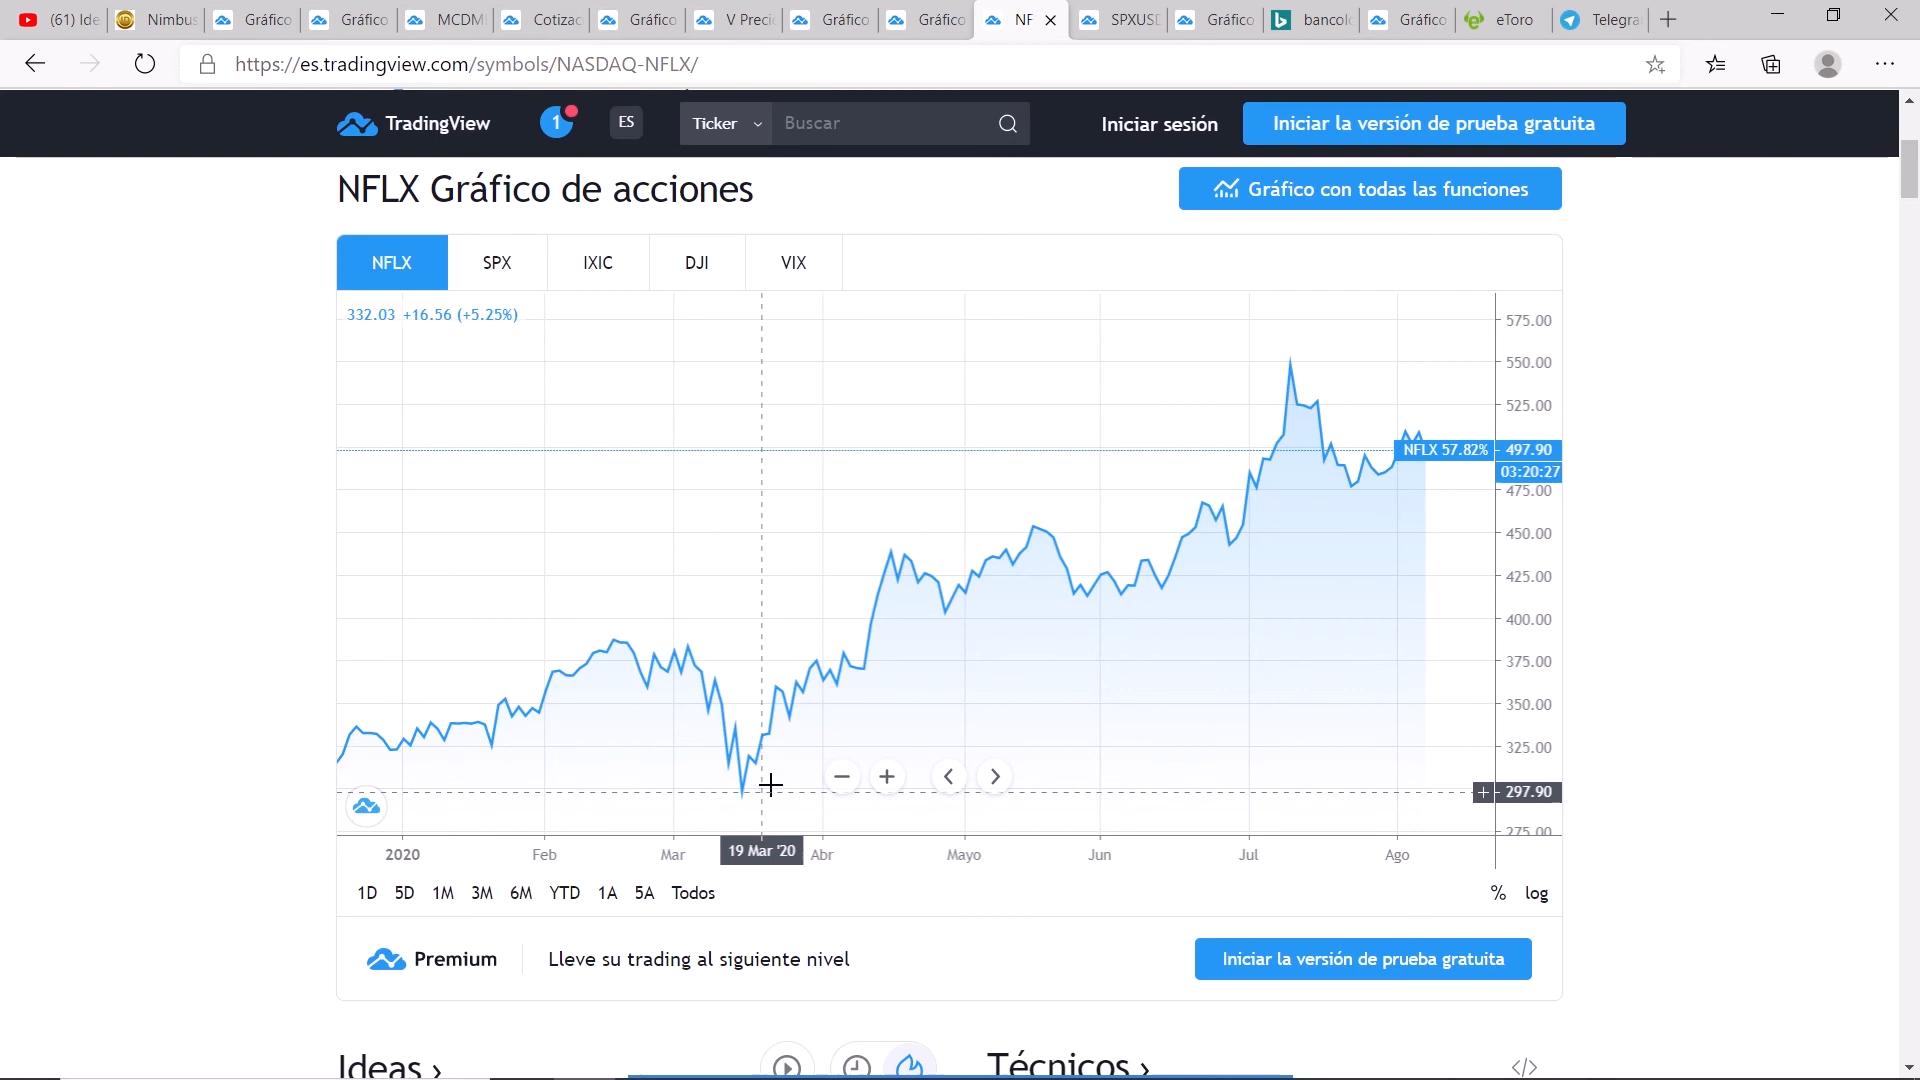 (61) Ide Nimbus Gráfico Gráfico MCDM Cotizac Gráfico V Preci Gráfico Gráfico NF SPXUSD Gráfico bancol Gráfico eToro Telegra
https://es.tradingview.com/symbols/NASDAQ-NFLX/
TradingView 1 ES Ticker Buscar Iniciar sesión Iniciar la versión de prueba gratuita
NFLX Gráfico de acciones Gráfico con todas las funciones
NFLX SPX IXIC DJI VIX
332.03 +16.56 (+5.25%)
575.00
550.00
525.00
NFLX 57.82% 497.90
03:20:27
475.00
450.00
425.00
400.00
375.00
350.00
325.00
297.90
275.00
2020 Feb Mar 19 Mar '20 Abr Mayo Jun Jul Ago
1D 5D 1M 3M 6M YTD 1A 5A Todos % log
Premium Lleve su trading al siguiente nivel Iniciar la versión de prueba gratuita
Ideas › Técnicos › </>